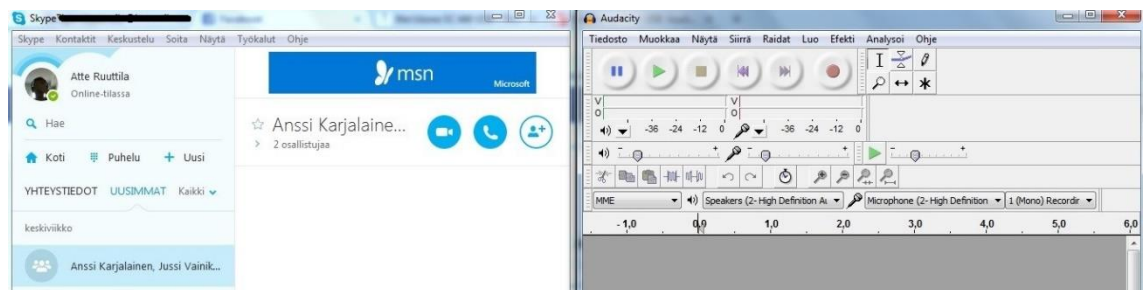 Skype
Skype Kontaktit Keskustelu Soita Näytä Työkalut Ohje
Atte Ruuttila
Online-tilassa
Hae
Koti Puhelu Uusi
YHTEYSTIEDOT UUSIMMAT Kaikki
keskiviikko
Anssi Karjalainen, Jussi Vainik...
msn
Microsoft
Anssi Karjalaine...
2 osallistujaa
Audacity
Tiedosto Muokkaa Näytä Siirrä Raidat Luo Efekti Analysoi Ohje
V V
O O
-36 -24 -12 0 -36 -24 -12 0
MME Speakers (2- High Definition Au Microphone (2- High Definition 1 (Mono) Recordir
- 1,0 0,0 1,0 2,0 3,0 4,0 5,0 6,0